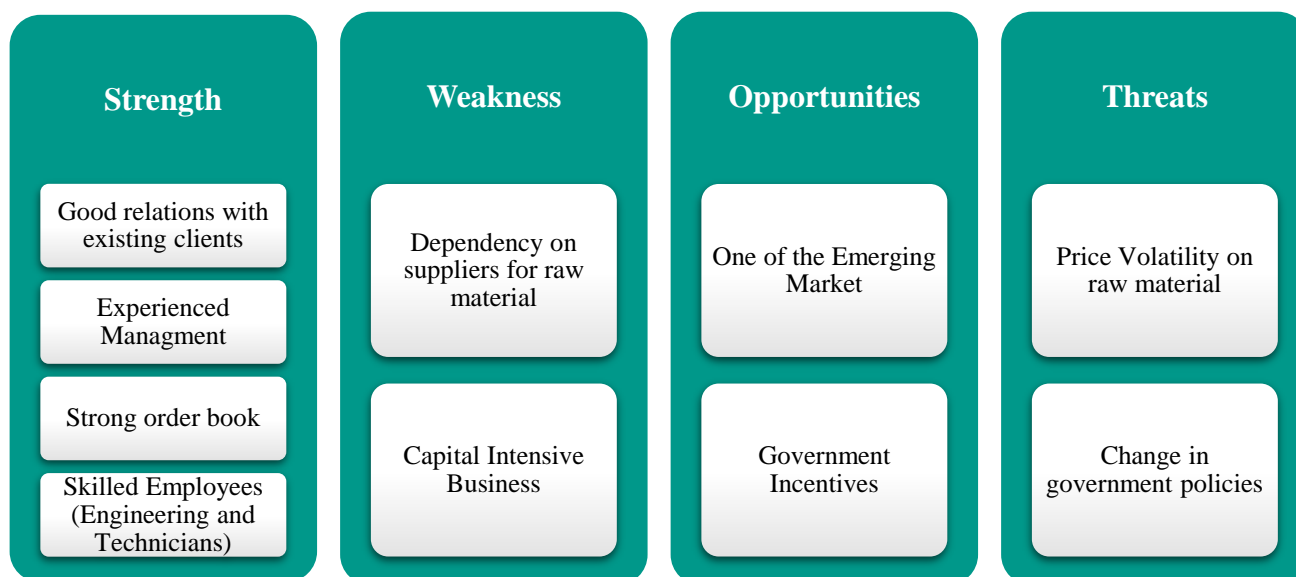 Strength
Good relations with
existing clients
Experienced
Managment
Strong order book
Skilled Employees
(Engineering and
Technicians)
Weakness
Dependency on
suppliers for raw
material
Capital Intensive
Business
Opportunities
One of the Emerging
Market
Government
Incentives
Threats
Price Volatility on
raw material
Change in
government policies